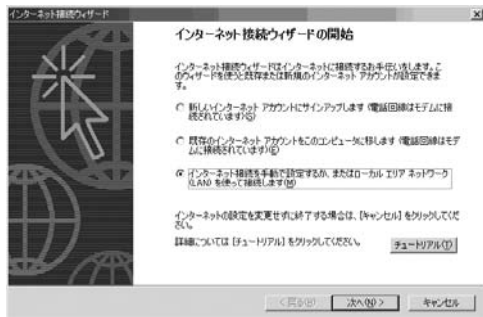 インターネット接続ウィザード
インターネット接続ウィザードの開始
インターネット接続ウィザードはインターネットに接続するお手伝いをします。こ
のウィザードを使うと既存または新規のインターネット アカウントが設定できま
す。
新しいインターネット アカウントにサインアップします (電話回線はモデムに接
続されています)(S)
既存のインターネット アカウントをこのコンピュータに移します (電話回線はモデ
ムに接続されています)(E)
インターネット接続を手動で設定するか、またはローカル エリア ネットワーク
(LAN) を使って接続します(M)
インターネットの設定を変更せずに終了する場合は、[キャンセル] をクリックしてくだ
さい。
詳細については [チュートリアル] をクリックしてください。
チュートリアル(T)
< 戻る(B)
次へ(N) >
キャンセル